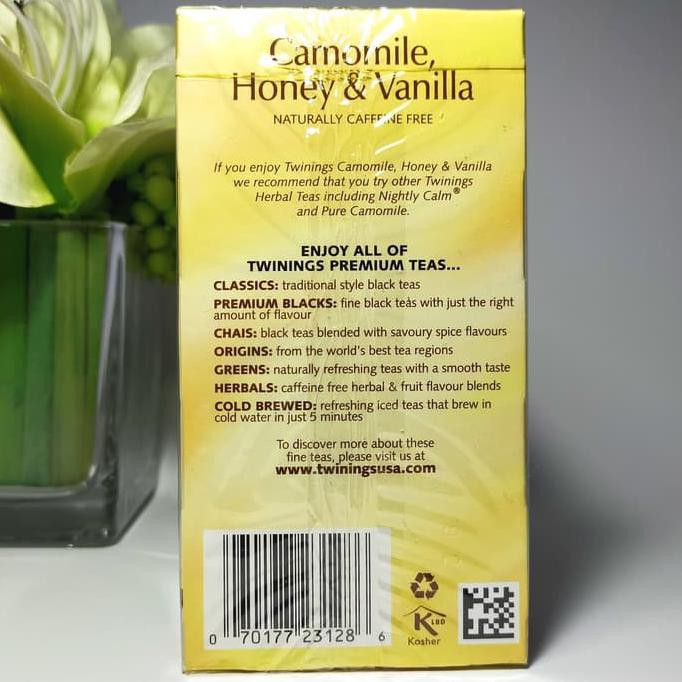 Camomile,
Honey & Vanilla
NATURALLY CAFFEINE FREE
If you enjoy Twinings Camomile, Honey & Vanilla
we recommend that you try other Twinings
Herbal Teas including Nightly Calm®
and Pure Camomile.
ENJOY ALL OF
TWININGS PREMIUM TEAS...
CLASSICS: traditional style black teas
PREMIUM BLACKS: fine black teas with just the right
amount of flavour
CHAIS: black teas blended with savoury spice flavours
ORIGINS: from the world's best tea regions
GREENS: naturally refreshing teas with a smooth taste
HERBALS: caffeine free herbal & fruit flavour blends
COLD BREWED: refreshing iced teas that brew in
cold water in just 5 minutes
To discover more about these
fine teas, please visit us at
www.twiningsusa.com
0 70177 23128 6
K LBD
Kosher